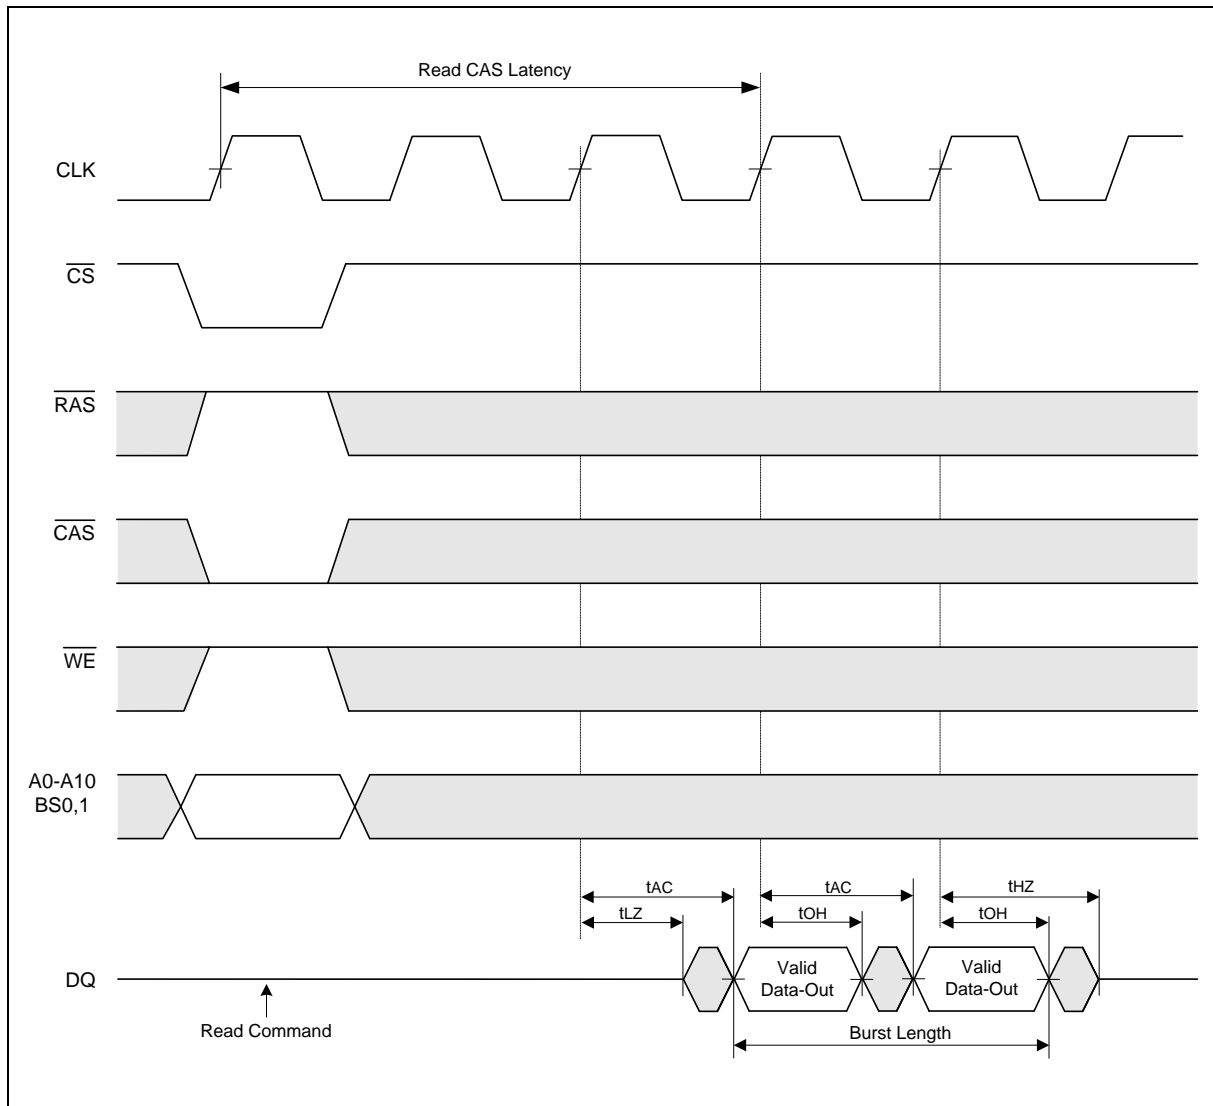 Read CAS Latency
CLK
CS
RAS
CAS
WE
A0-A10
BS0,1
tAC
tAC
tHZ
tLZ
tOH
tOH
DQ
Valid
Data-Out
Valid
Data-Out
Read Command
Burst Length